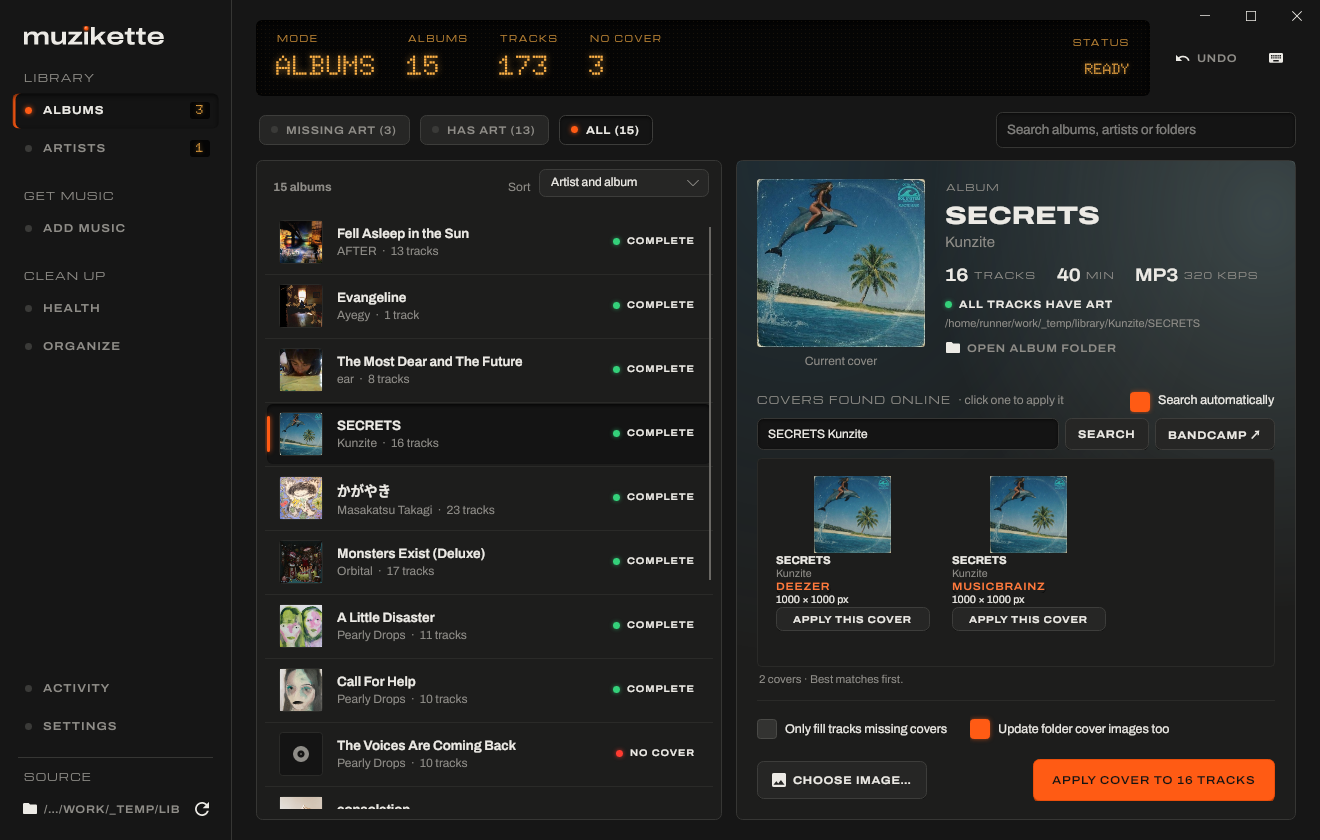 muzikette
LIBRARY
ALBUMS 3
ARTISTS 1
GET MUSIC
ADD MUSIC
CLEAN UP
HEALTH
ORGANIZE
ACTIVITY
SETTINGS
SOURCE
/.../WORK/_TEMP/LIB
MODE ALBUMS TRACKS NO COVER
ALBUMS 15 173 3
STATUS
READY
UNDO
MISSING ART (3) HAS ART (13) ALL (15)
Search albums, artists or folders
15 albums Sort Artist and album
Fell Asleep in the Sun
AFTER · 13 tracks
COMPLETE
Evangeline
Ayegy · 1 track
COMPLETE
The Most Dear and The Future
ear · 8 tracks
COMPLETE
SECRETS
Kunzite · 16 tracks
COMPLETE
かがやき
Masakatsu Takagi · 23 tracks
COMPLETE
Monsters Exist (Deluxe)
Orbital · 17 tracks
COMPLETE
A Little Disaster
Pearly Drops · 11 tracks
COMPLETE
Call For Help
Pearly Drops · 10 tracks
COMPLETE
The Voices Are Coming Back
Pearly Drops · 10 tracks
NO COVER
consolation
Current cover
ALBUM
SECRETS
Kunzite
16 TRACKS 40 MIN MP3 320 KBPS
ALL TRACKS HAVE ART
/home/runner/work/_temp/library/Kunzite/SECRETS
OPEN ALBUM FOLDER
COVERS FOUND ONLINE · click one to apply it
Search automatically
SECRETS Kunzite SEARCH BANDCAMP ↗
SECRETS
Kunzite
DEEZER
1000 × 1000 px
APPLY THIS COVER
SECRETS
Kunzite
MUSICBRAINZ
1000 × 1000 px
APPLY THIS COVER
2 covers · Best matches first.
Only fill tracks missing covers Update folder cover images too
CHOOSE IMAGE... APPLY COVER TO 16 TRACKS